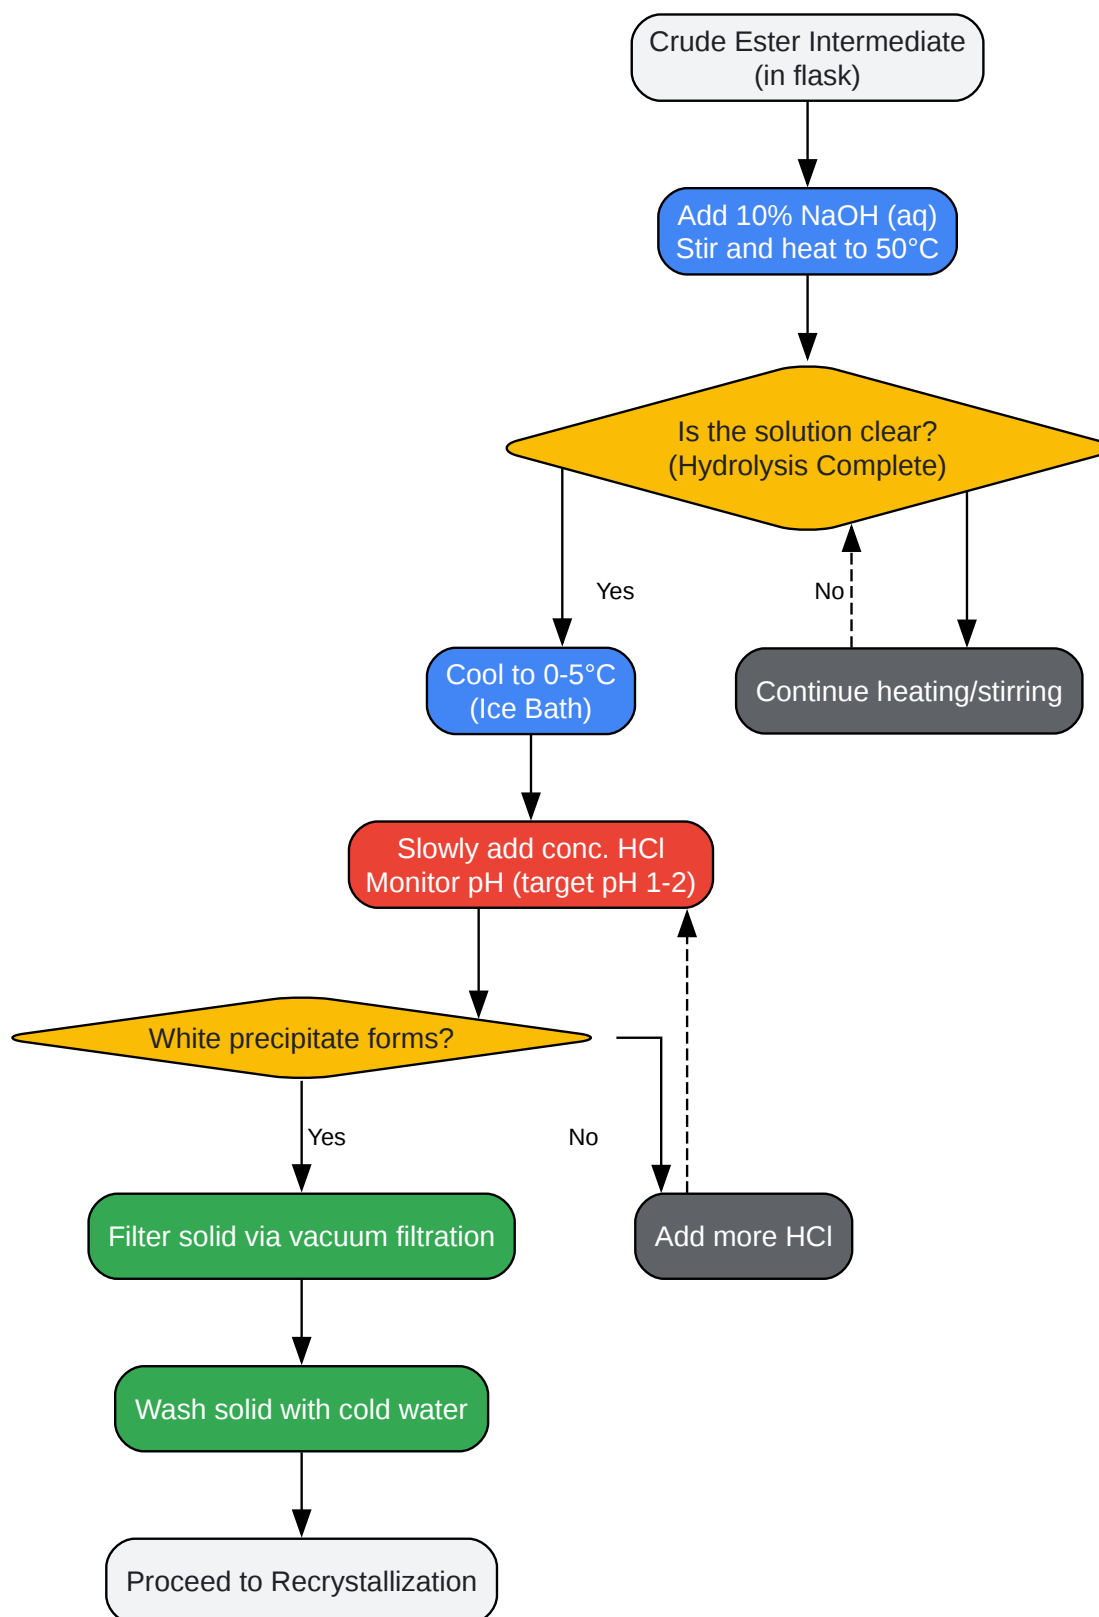 Crude Ester Intermediate
(in flask)
Add 10% NaOH (aq)
Stir and heat to 50°C
Is the solution clear?
(Hydrolysis Complete)
Yes
No
Cool to 0-5°C
(Ice Bath)
Continue heating/stirring
Slowly add conc. HCl
Monitor pH (target pH 1-2)
White precipitate forms?
Yes
No
Filter solid via vacuum filtration
Add more HCl
Wash solid with cold water
Proceed to Recrystallization